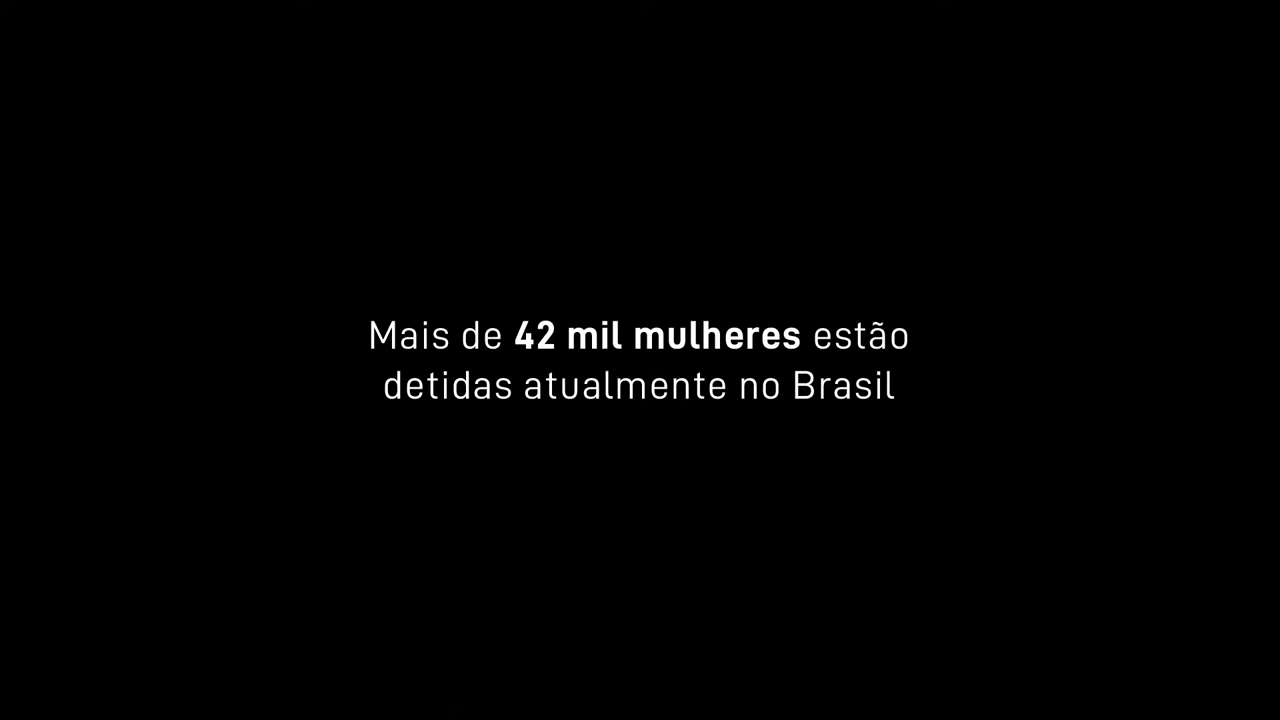 Mais de 42 mil mulheres estão
detidas atualmente no Brasil